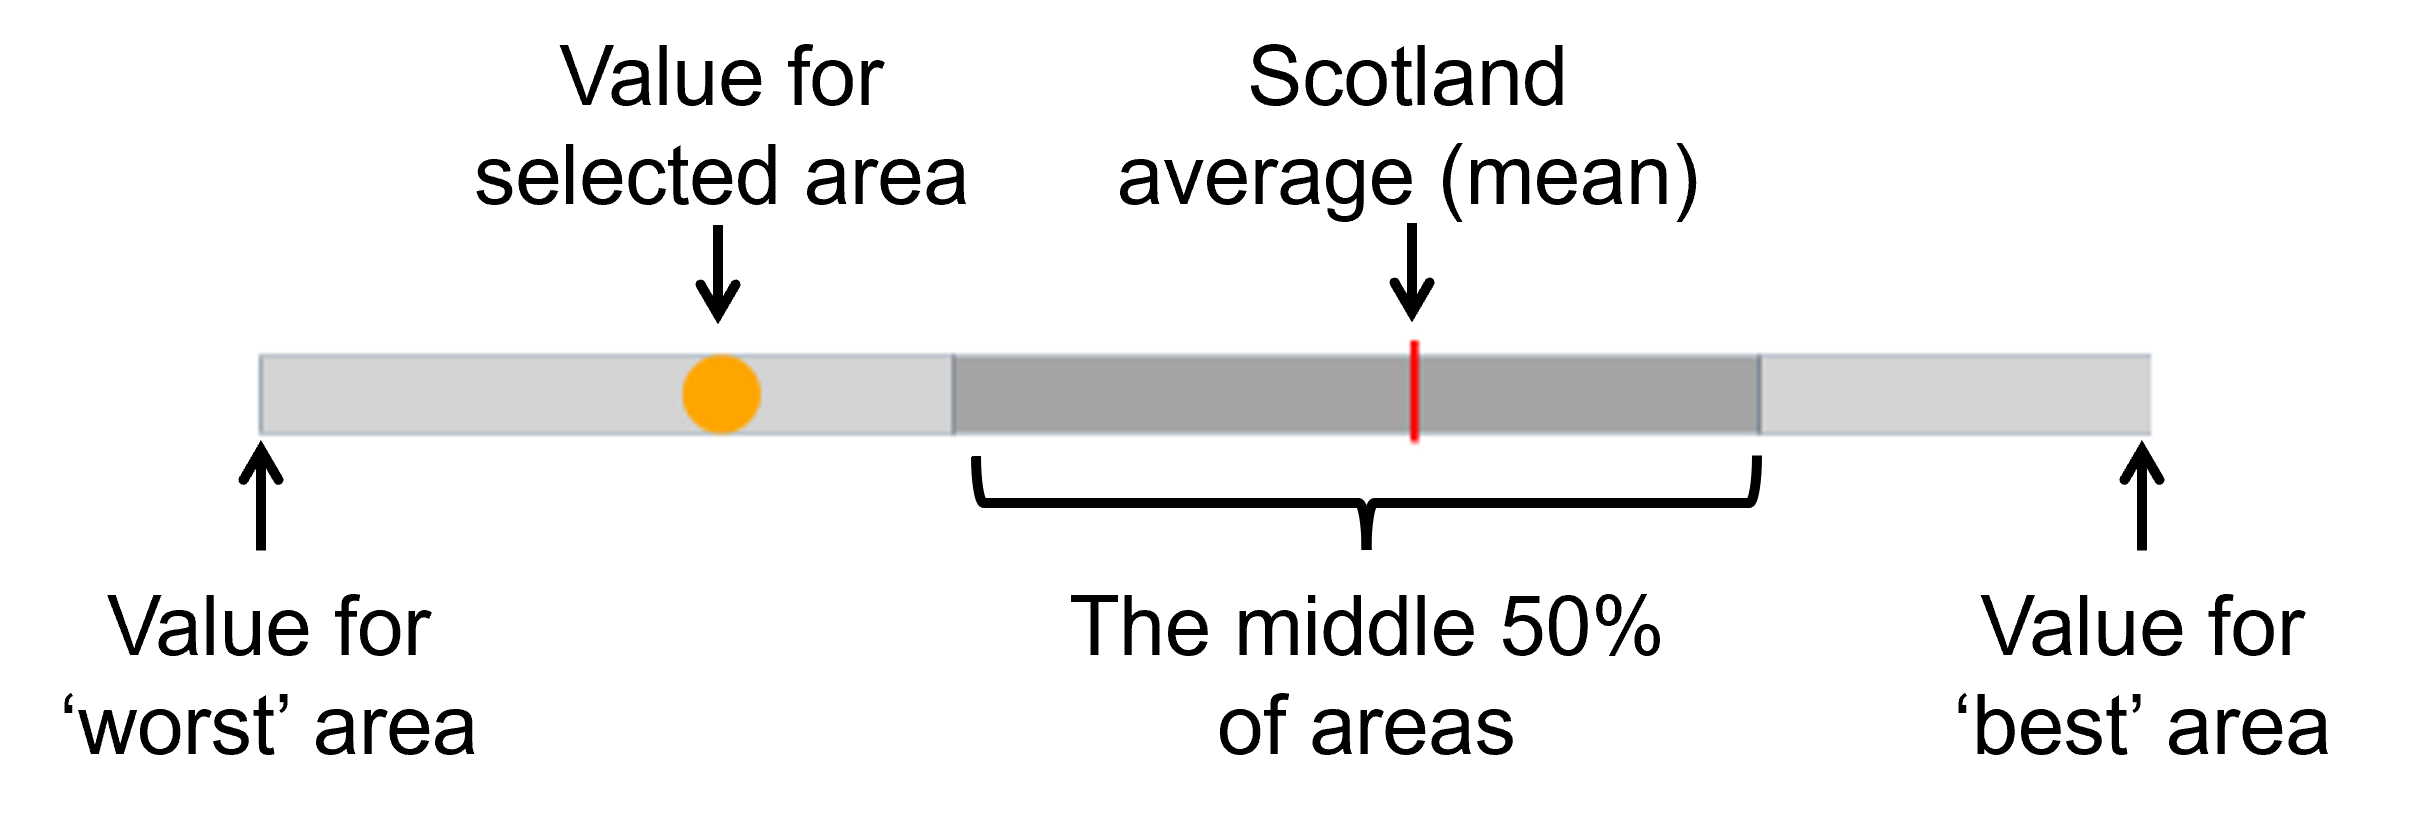 Value for
selected area
Scotland
average (mean)
Value for
‘worst’ area
The middle 50%
of areas
Value for
‘best’ area